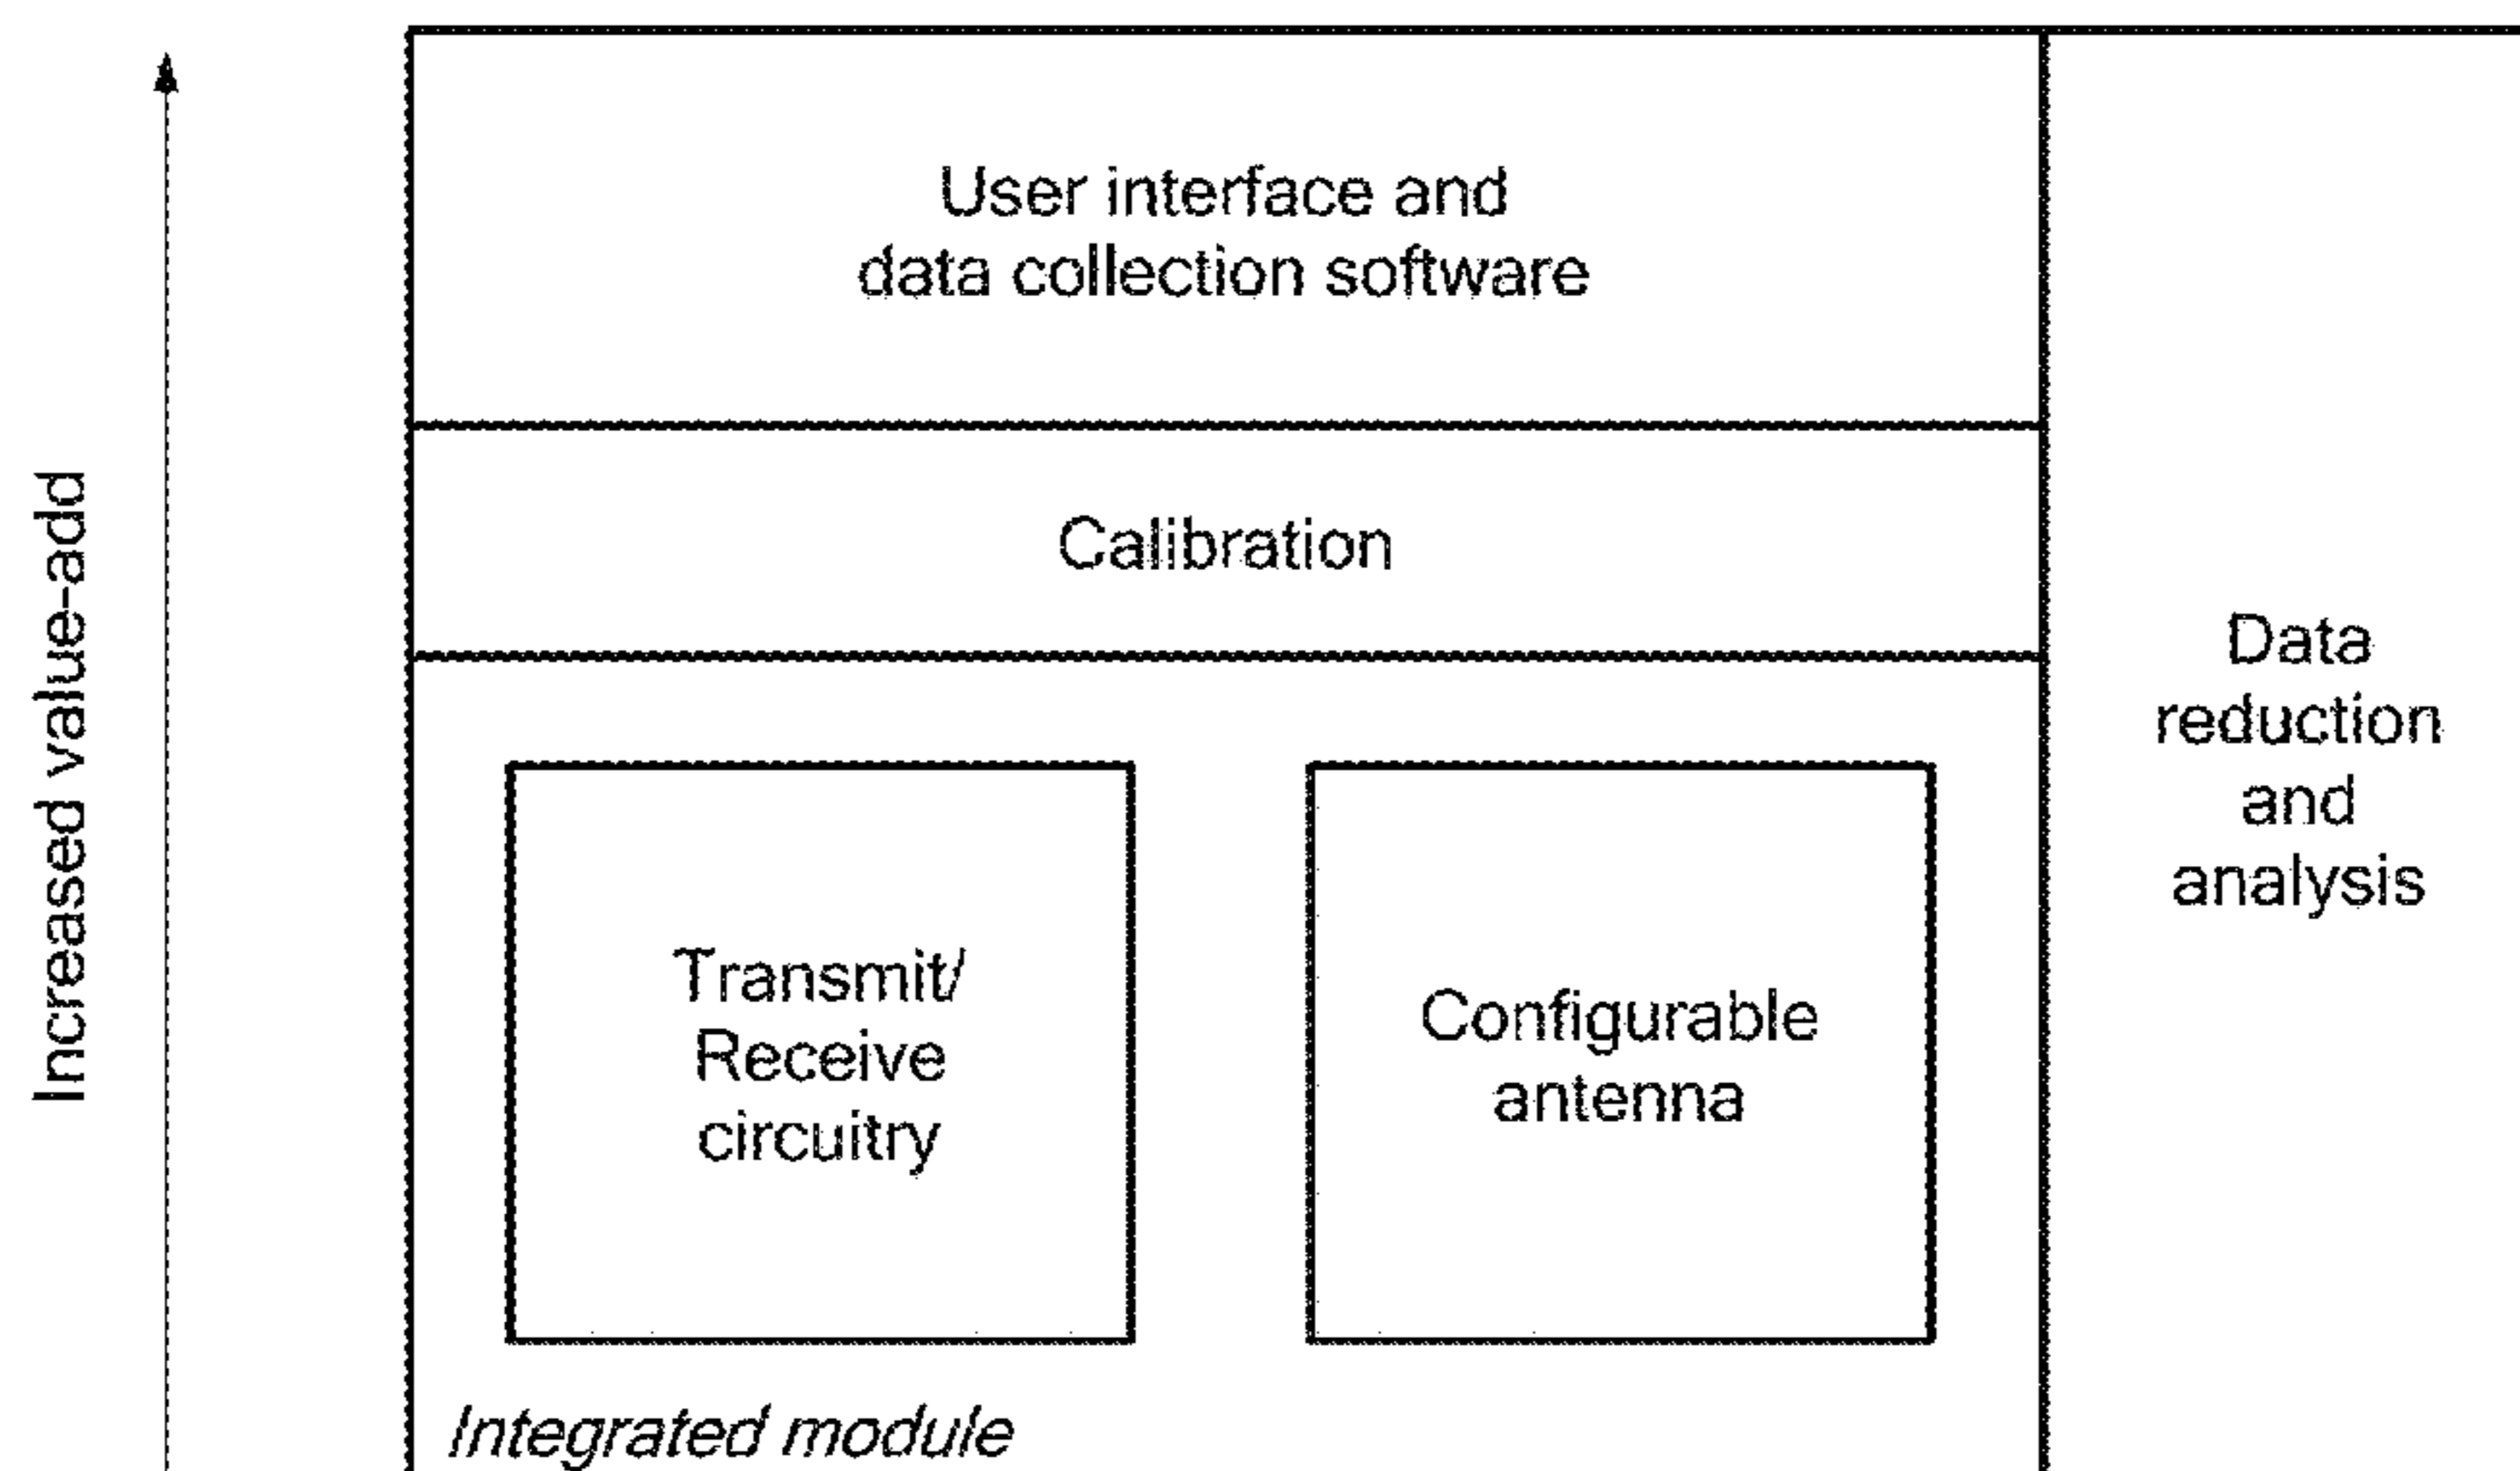 Increased value-add
User interface and
data collection software
Calibration
Data
reduction
and
analysis
Transmit/
Receive
circuitry
Configurable
antenna
Integrated module